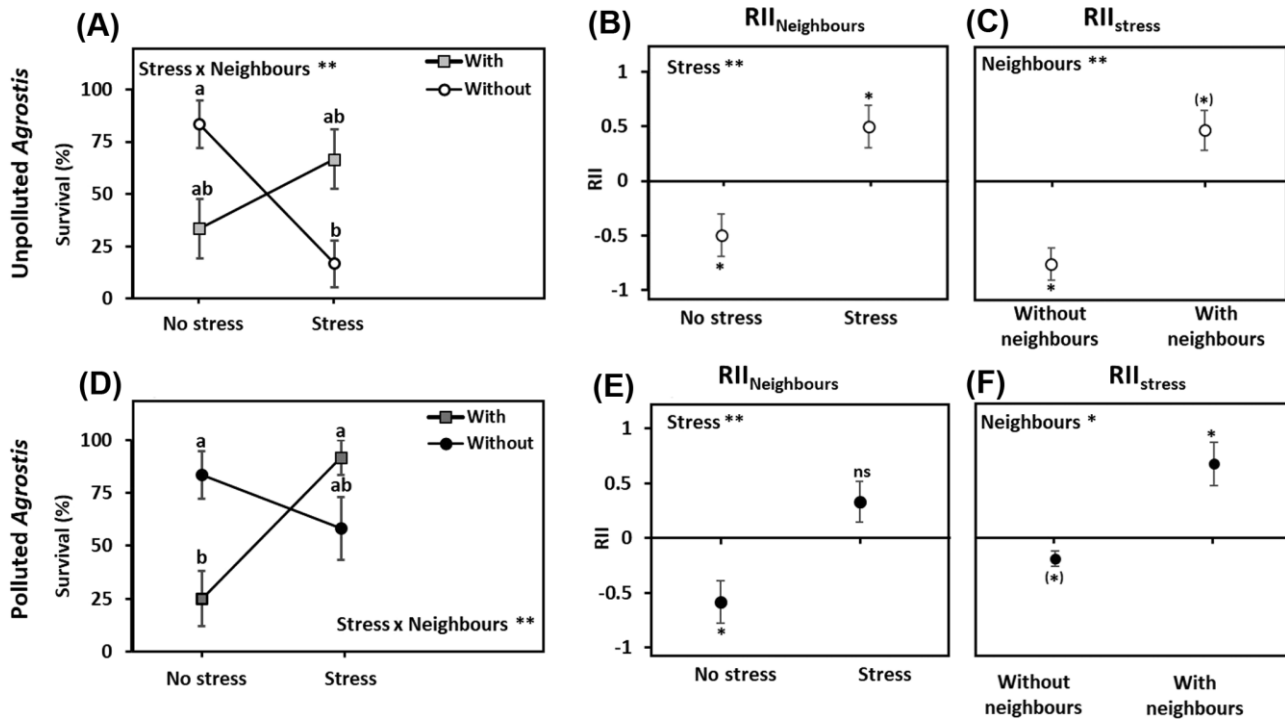 (A)
Unpolluted Agrostis
Survival (%)
Stress x Neighbours **
With
Without
100
75
50
25
0
a
ab
ab
b
No stress
Stress
(B)
RII_Neighbours
Stress **
RII
1
0.5
0
-0.5
-1
*
*
No stress
Stress
(C)
RII_stress
Neighbours **
(*)
*
Without
neighbours
With
neighbours
(D)
Polluted Agrostis
Survival (%)
With
Without
100
75
50
25
0
a
a
ab
b
Stress x Neighbours **
No stress
Stress
(E)
RII_Neighbours
Stress **
RII
1
0.5
0
-0.5
-1
ns
*
No stress
Stress
(F)
RII_stress
Neighbours *
*
(*)
Without
neighbours
With
neighbours